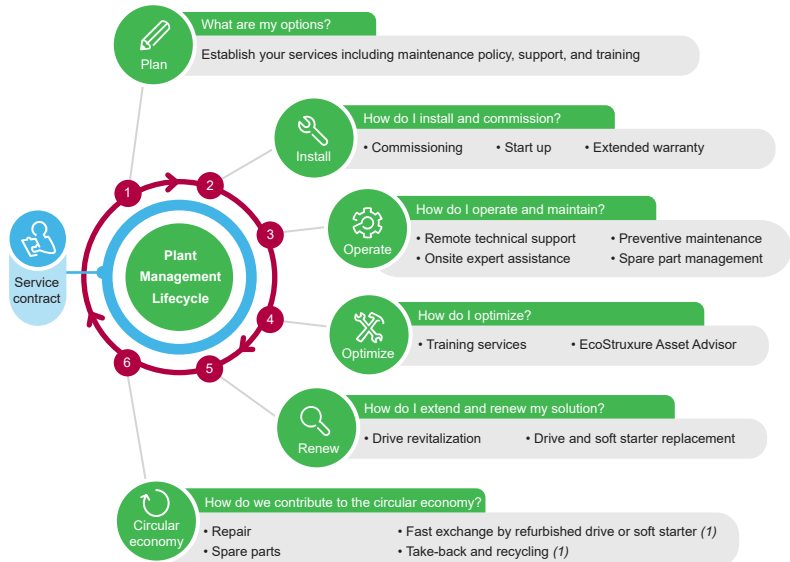 What are my options?
Plan
Establish your services including maintenance policy, support, and training
How do I install and commission?
Install
• Commissioning • Start up • Extended warranty
1
2
3
4
5
6
Service
contract
Plant
Management
Lifecycle
How do I operate and maintain?
Operate
• Remote technical support • Preventive maintenance
• Onsite expert assistance • Spare part management
How do I optimize?
Optimize
• Training services • EcoStruxure Asset Advisor
How do I extend and renew my solution?
Renew
• Drive revitalization • Drive and soft starter replacement
How do we contribute to the circular economy?
Circular
economy
• Repair • Fast exchange by refurbished drive or soft starter (1)
• Spare parts • Take-back and recycling (1)